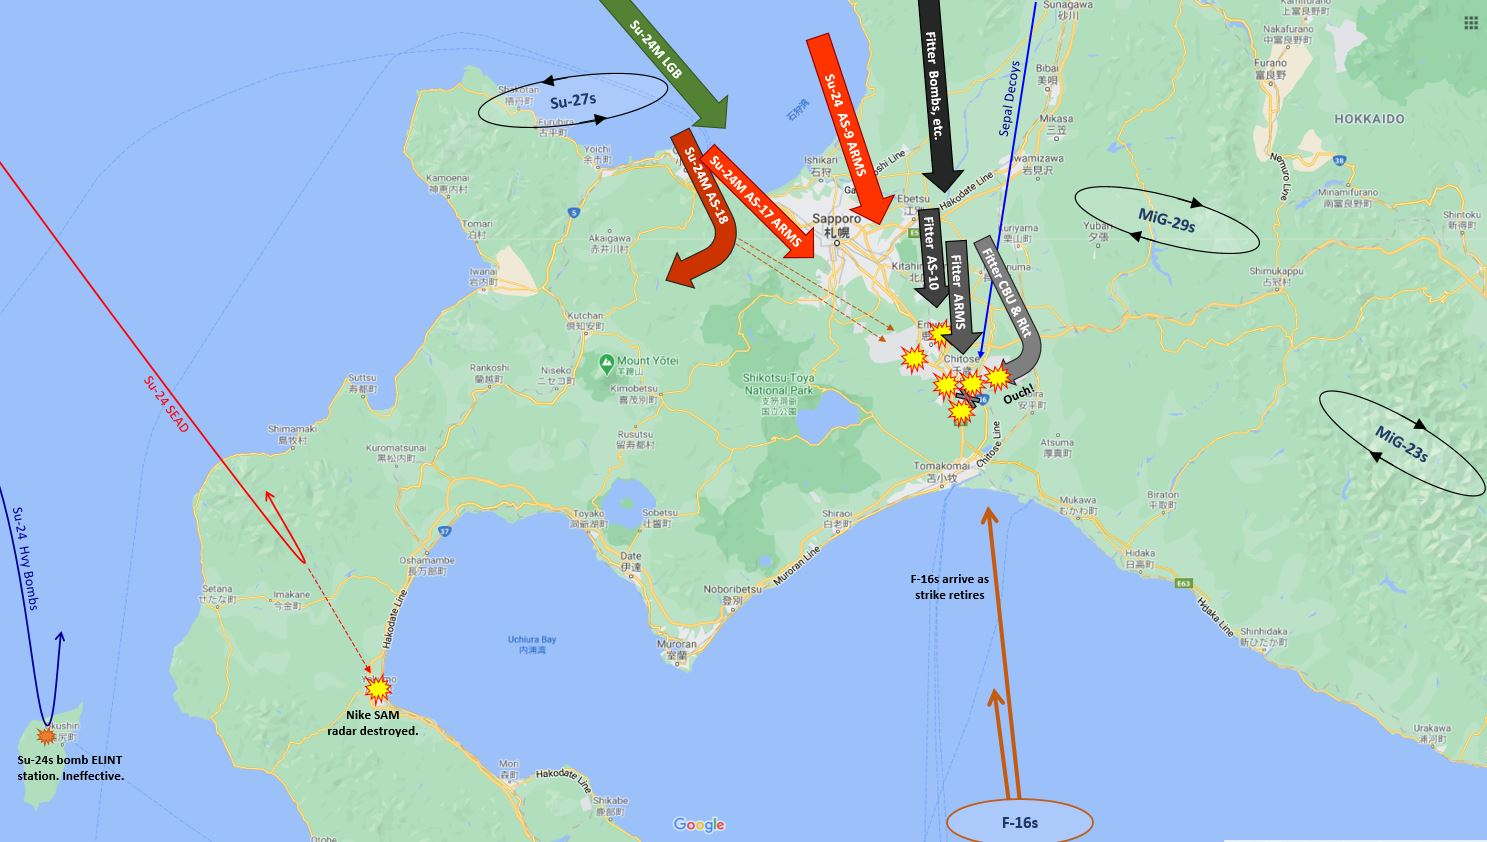 Sunagawa
砂川
Kamifurano
上富良野町
Nakafurano
中富良野町
Furano
富良野
Bibai
美唄
Mikasa
三笠
HOKKAIDO
Iwamizawa
岩見沢
Nemuro Line
38
Minamifurano
南富良野町
Shintoku
新得町
Su-24M LGB
Su-24 AS-9 ARMS
Fitter Bombs, etc.
Sepal Decoys
石狩湾
Shakotan
積丹町
Su-27s
Furubira
古平町
Yoichi
余市町
Ishikari
石狩
Hakodate Line
Ebetsu
江別
Kamoenai
神恵内村
5
Su-24M AS-18
Su-24M AS-17 ARMS
Sapporo
札幌
E5
Tomari
泊村
Akaigawa
赤井川村
Kuriyama
栗山町
Yubari
夕張
MiG-29s
Iwanai
岩内町
Shimukappu
占冠村
Fitter AS-10
Fitter ARMS
Fitter CBU & Rkt
Kutchan
倶知安町
Chitose
Mount Yōtei
羊蹄山
Rankoshi
蘭越町
Niseko
ニセコ町
Kimobetsu
喜茂別町
Shikotsu-Toya
National Park
支笏洞爺
国立公園
Ouch!
安平町
Suttsu
寿都町
Su-24 SEAD
Shimamaki
島牧村
Kuromatsunai
黒松内町
Rusutsu
留寿都村
Atsuma
厚真町
MiG-23s
Chitose Line
Tomakomai
苫小牧
Mukawa
むかわ町
Biratori
平取町
Su-24 Hvy Bombs
37
Toyako
洞爺湖町
Sobetsu
壮瞥町
Shiraoi
白老町
Oshamambe
長万部町
Date
伊達
Muroran Line
Hidaka
日高町
F-16s arrive as
strike retires
E63
Hidaka Line
Setana
せたな町
Imakane
今金町
Hakodate Line
Noboribetsu
登別
Uchiura Bay
内浦湾
Muroran
室蘭
Shinhidaka
新ひだか町
Nike SAM
radar destroyed.
Urakawa
浦河町
Su-24s bomb ELINT
station. Ineffective.
Mori
森町
Hakodate Line
Shikabe
鹿部町
Google
F-16s